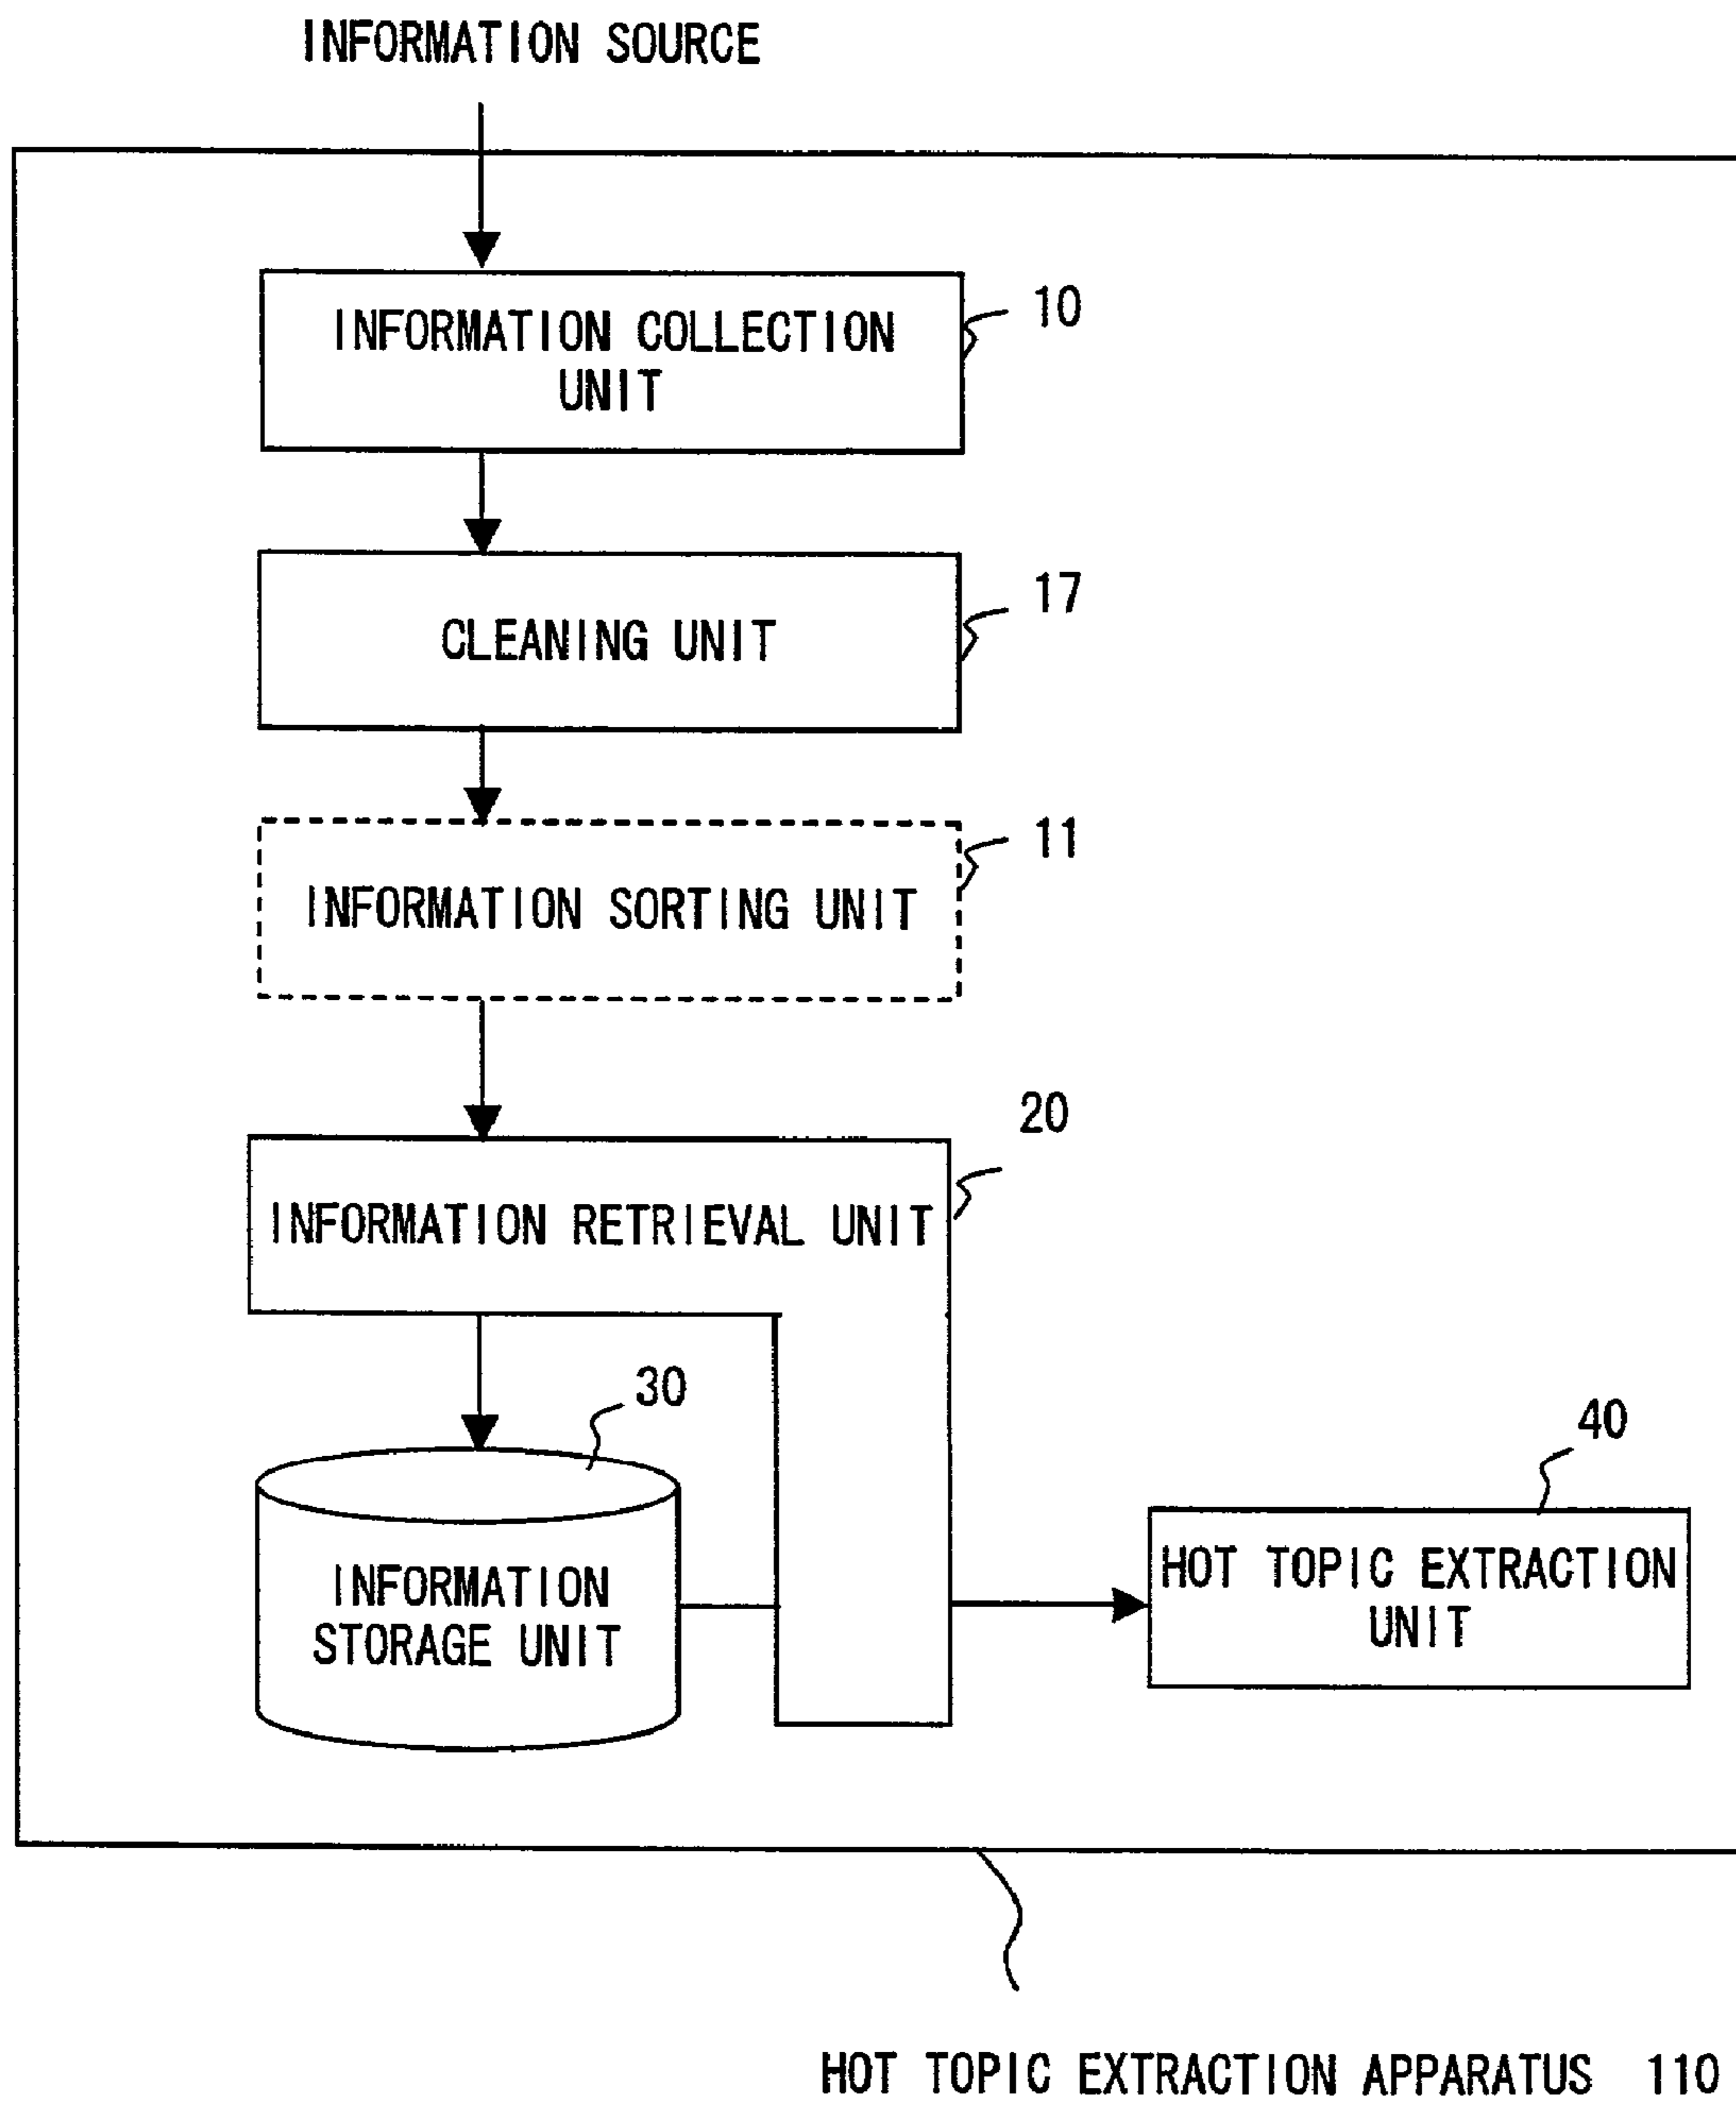 INFORMATION SOURCE
10
INFORMATION COLLECTION
UNIT
17
CLEANING UNIT
11
INFORMATION SORTING UNIT
20
INFORMATION RETRIEVAL UNIT
30
INFORMATION
STORAGE UNIT
40
HOT TOPIC EXTRACTION
UNIT
HOT TOPIC EXTRACTION APPARATUS 110